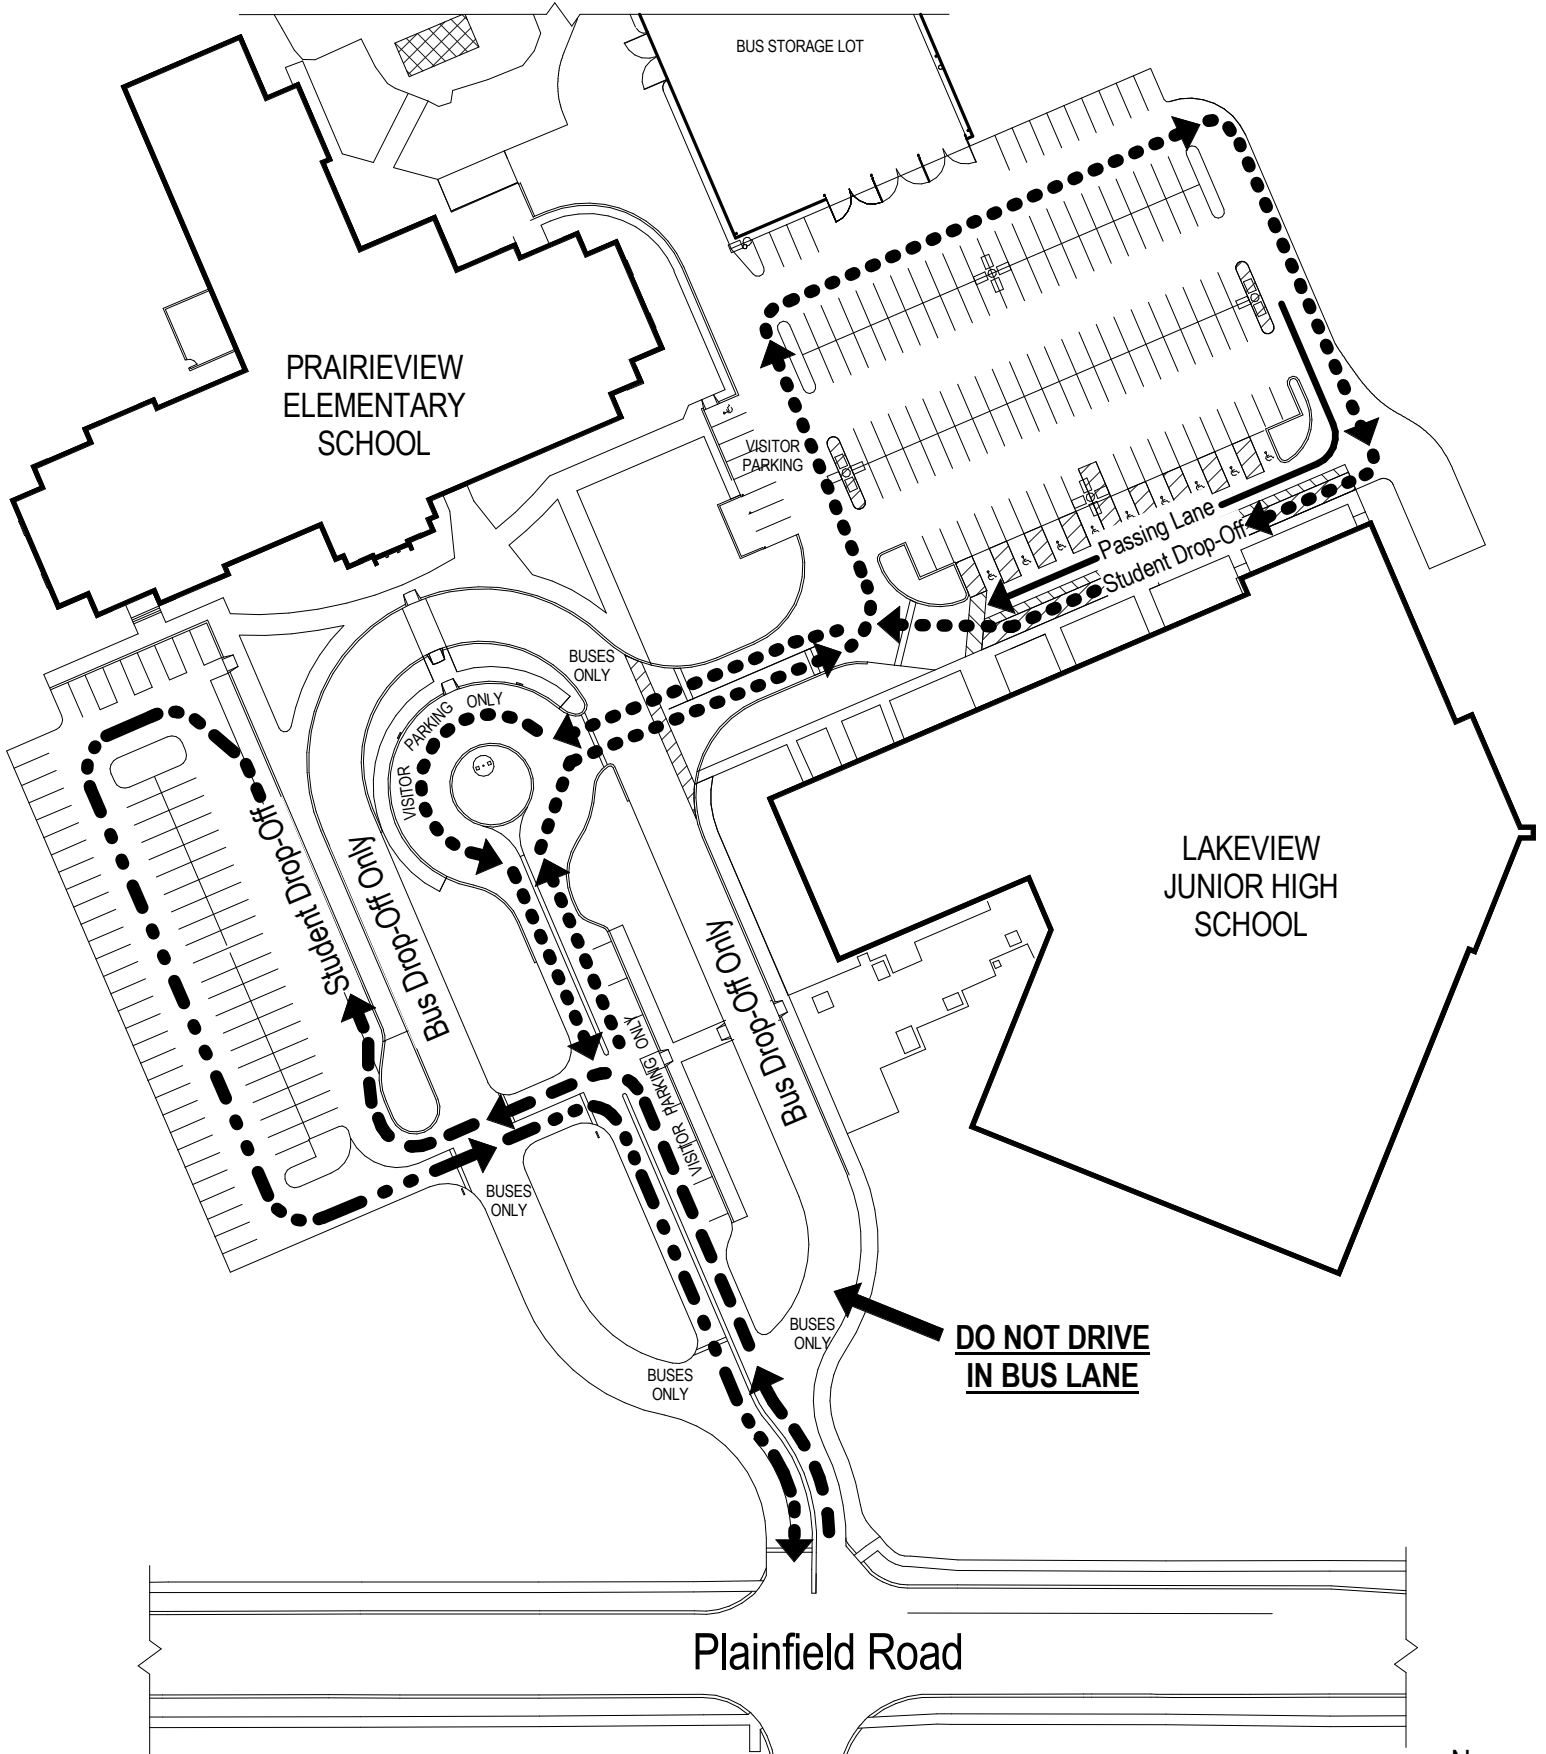 BUS STORAGE LOT
PRAIRIEVIEW
ELEMENTARY
SCHOOL
VISITOR
PARKING
Passing Lane
Student Drop-Off
BUSES
ONLY
VISITOR PARKING ONLY
Student Drop-Off
Bus Drop-Off Only
Bus Drop-Off Only
LAKEVIEW
JUNIOR HIGH
SCHOOL
VISITOR PARKING ONLY
BUSES
ONLY
BUSES
ONLY
DO NOT DRIVE
IN BUS LANE
BUSES
ONLY
Plainfield Road
N